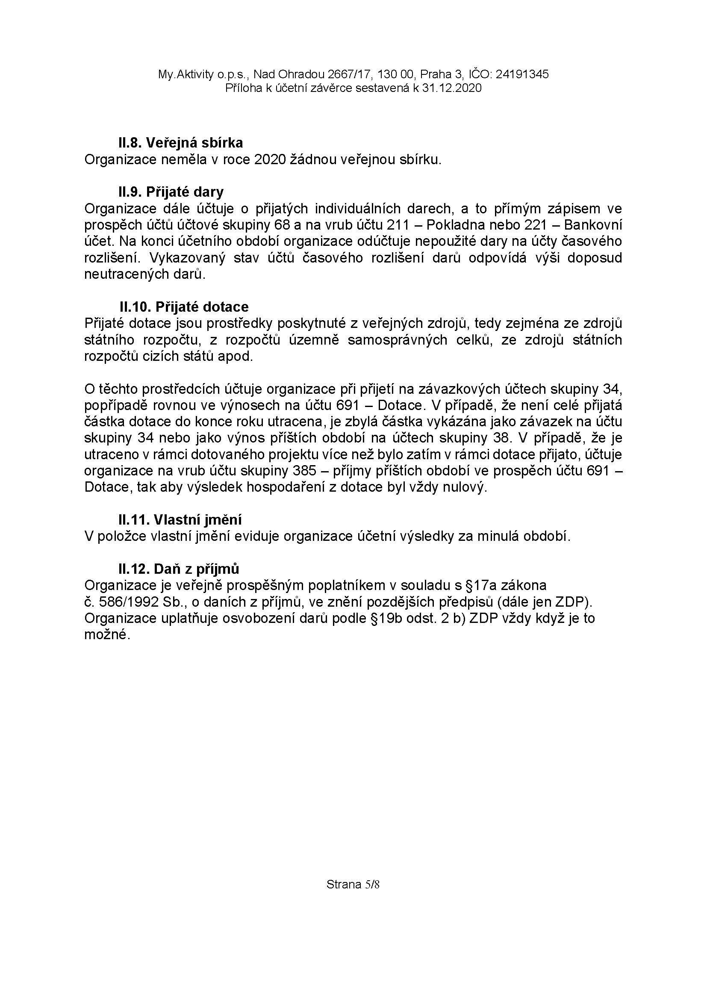 My.Aktivity o.p.s., Nad Ohradou 2667/17, 130 00, Praha 3, IČO: 24191345
Příloha k účetní závěrce sestavená k 31.12.2020
II.8. Veřejná sbírka
Organizace neměla v roce 2020 žádnou veřejnou sbírku.
II.9. Přijaté dary
Organizace dále účtuje o přijatých individuálních darech, a to přímým zápisem ve
prospěch účtů účtové skupiny 68 a na vrub účtu 211 – Pokladna nebo 221 – Bankovní
účet. Na konci účetního období organizace odúčtuje nepoužité dary na účty časového
rozlišení. Vykazovaný stav účtů časového rozlišení darů odpovídá výši doposud
neutracených darů.
II.10. Přijaté dotace
Přijaté dotace jsou prostředky poskytnuté z veřejných zdrojů, tedy zejména ze zdrojů
státního rozpočtu, z rozpočtů územně samosprávných celků, ze zdrojů státních
rozpočtů cizích států apod.
O těchto prostředcích účtuje organizace při přijetí na závazkových účtech skupiny 34,
popřípadě rovnou ve výnosech na účtu 691 – Dotace. V případě, že není celé přijatá
částka dotace do konce roku utracena, je zbylá částka vykázána jako závazek na účtu
skupiny 34 nebo jako výnos příštích období na účtech skupiny 38. V případě, že je
utraceno v rámci dotovaného projektu více než bylo zatím v rámci dotace přijato, účtuje
organizace na vrub účtu skupiny 385 – příjmy příštích období ve prospěch účtu 691 –
Dotace, tak aby výsledek hospodaření z dotace byl vždy nulový.
II.11. Vlastní jmění
V položce vlastní jmění eviduje organizace účetní výsledky za minulá období.
II.12. Daň z příjmů
Organizace je veřejně prospěšným poplatníkem v souladu s §17a zákona
č. 586/1992 Sb., o daních z příjmů, ve znění pozdějších předpisů (dále jen ZDP).
Organizace uplatňuje osvobození darů podle §19b odst. 2 b) ZDP vždy když je to
možné.
Strana 5/8